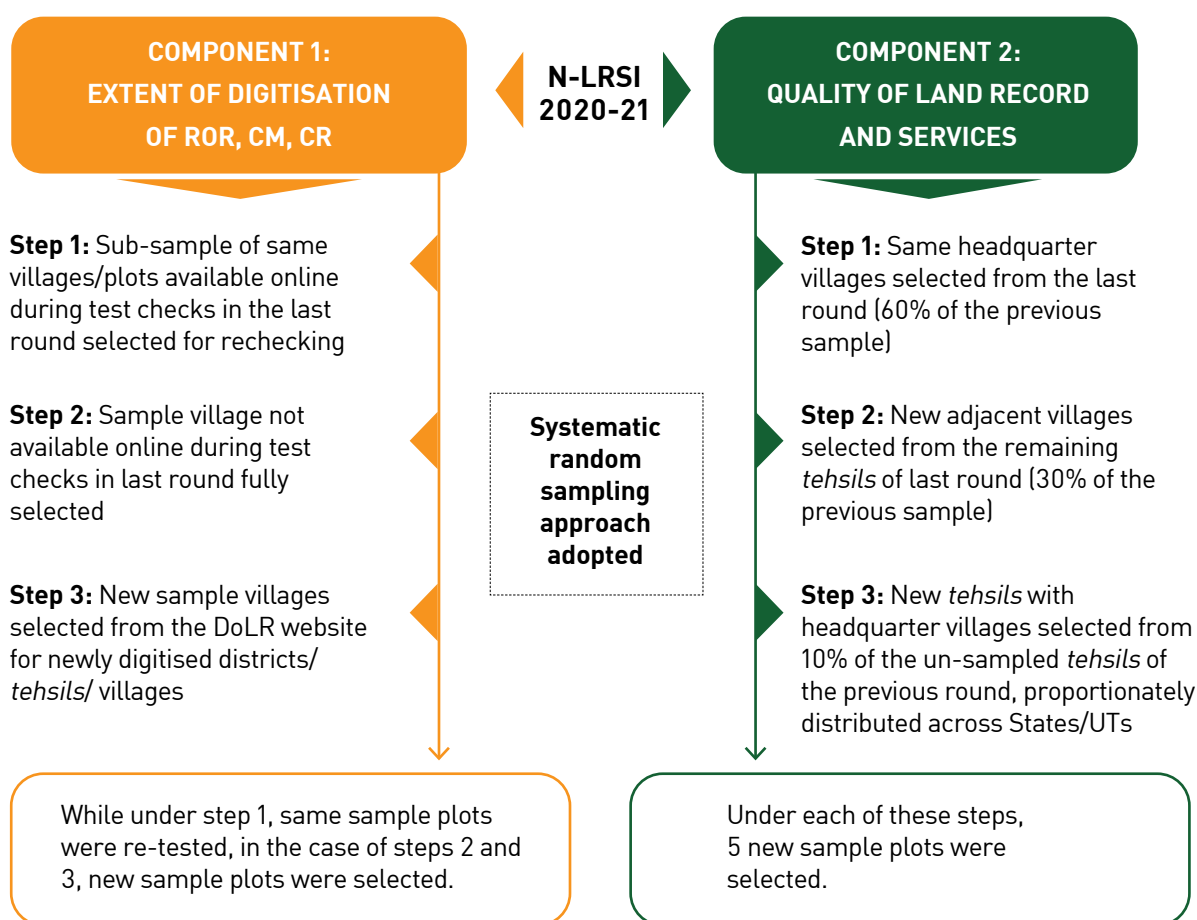 COMPONENT 1:
EXTENT OF DIGITISATION
OF ROR, CM, CR
N-LRSI
2020-21
COMPONENT 2:
QUALITY OF LAND RECORD
AND SERVICES
Step 1: Sub-sample of same
villages/plots available online
during test checks in the last
round selected for rechecking
Step 2: Sample village not
available online during test
checks in last round fully
selected
Step 3: New sample villages
selected from the DoLR website
for newly digitised districts/
tehsils/ villages
Systematic
random
sampling
approach
adopted
Step 1: Same headquarter
villages selected from the last
round (60% of the previous
sample)
Step 2: New adjacent villages
selected from the remaining
tehsils of last round (30% of the
previous sample)
Step 3: New tehsils with
headquarter villages selected from
10% of the un-sampled tehsils of
the previous round, proportionately
distributed across States/UTs
While under step 1, same sample plots
were re-tested, in the case of steps 2 and
3, new sample plots were selected.
Under each of these steps,
5 new sample plots were
selected.